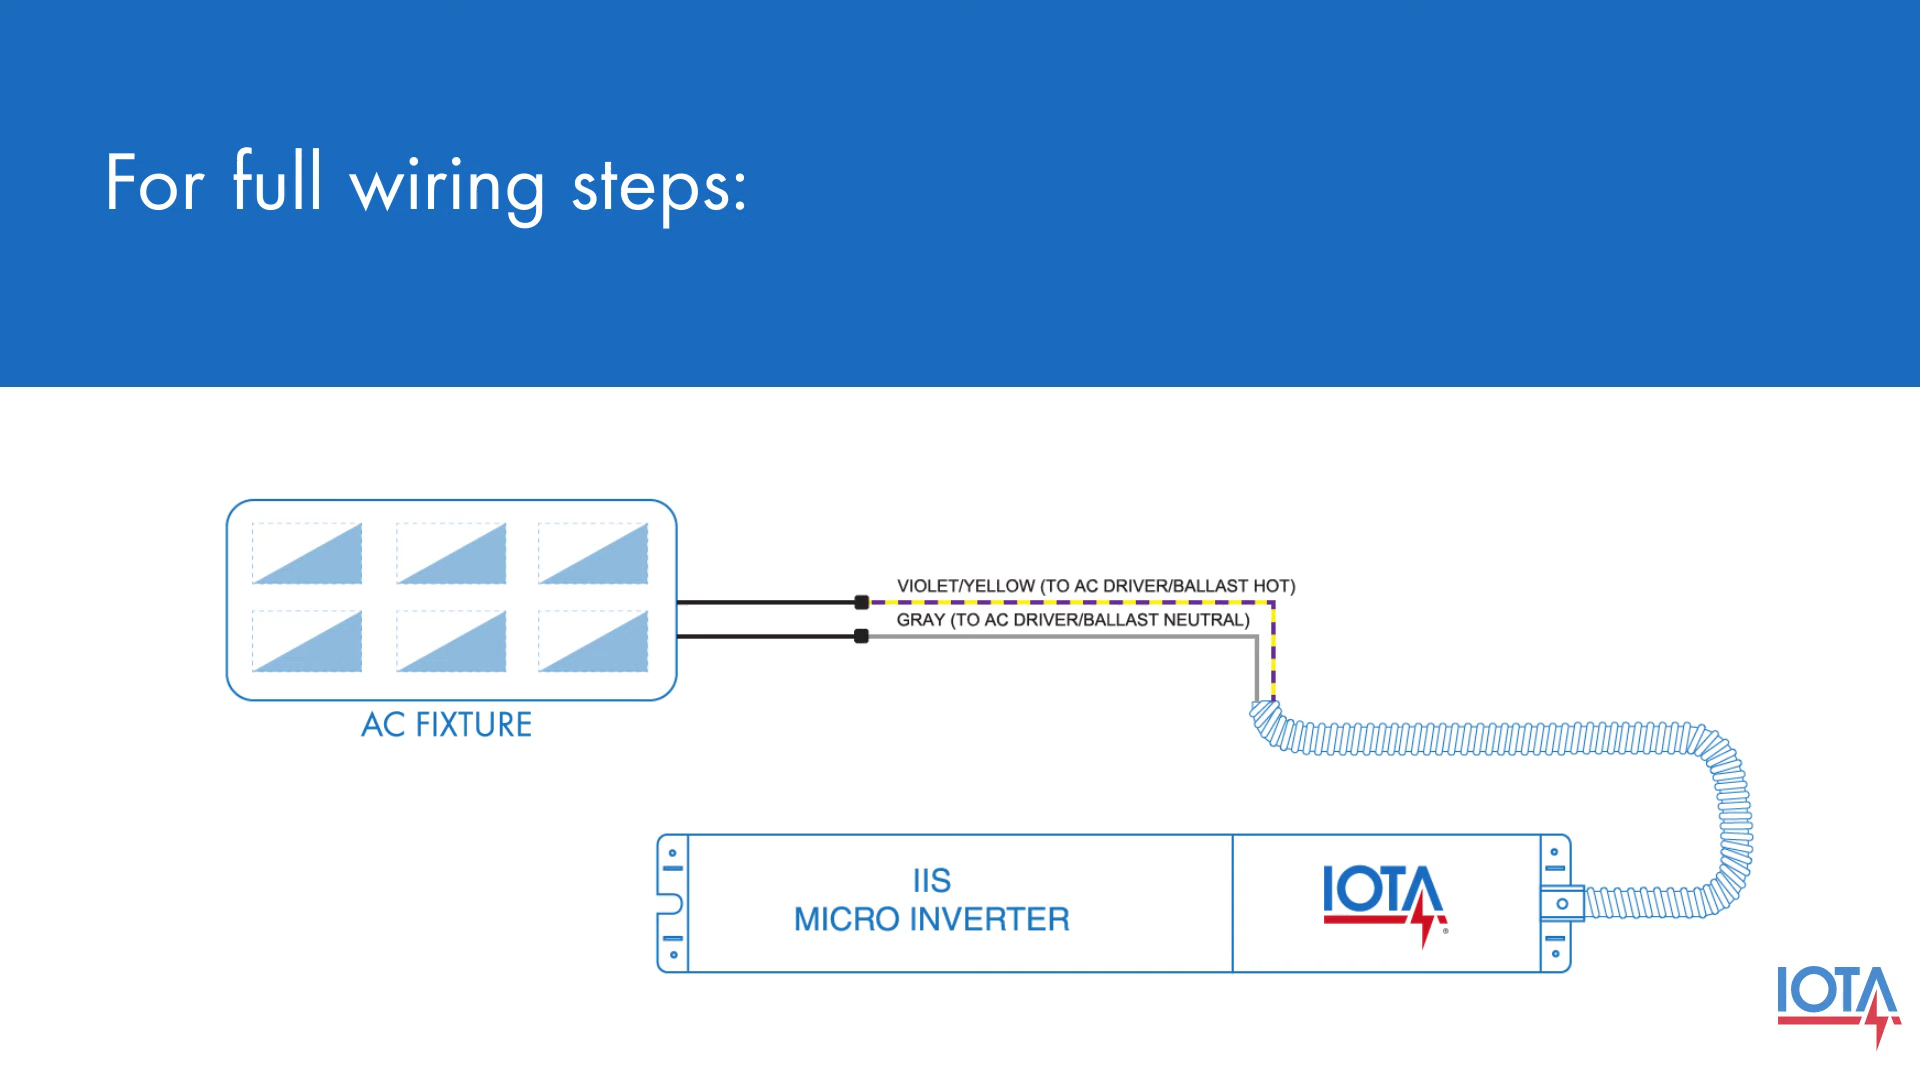 For full wiring steps:
VIOLET/YELLOW (TO AC DRIVER/BALLAST HOT)
GRAY (TO AC DRIVER/BALLAST NEUTRAL)
AC FIXTURE
IIS
MICRO INVERTER
IOTA®
IOTA